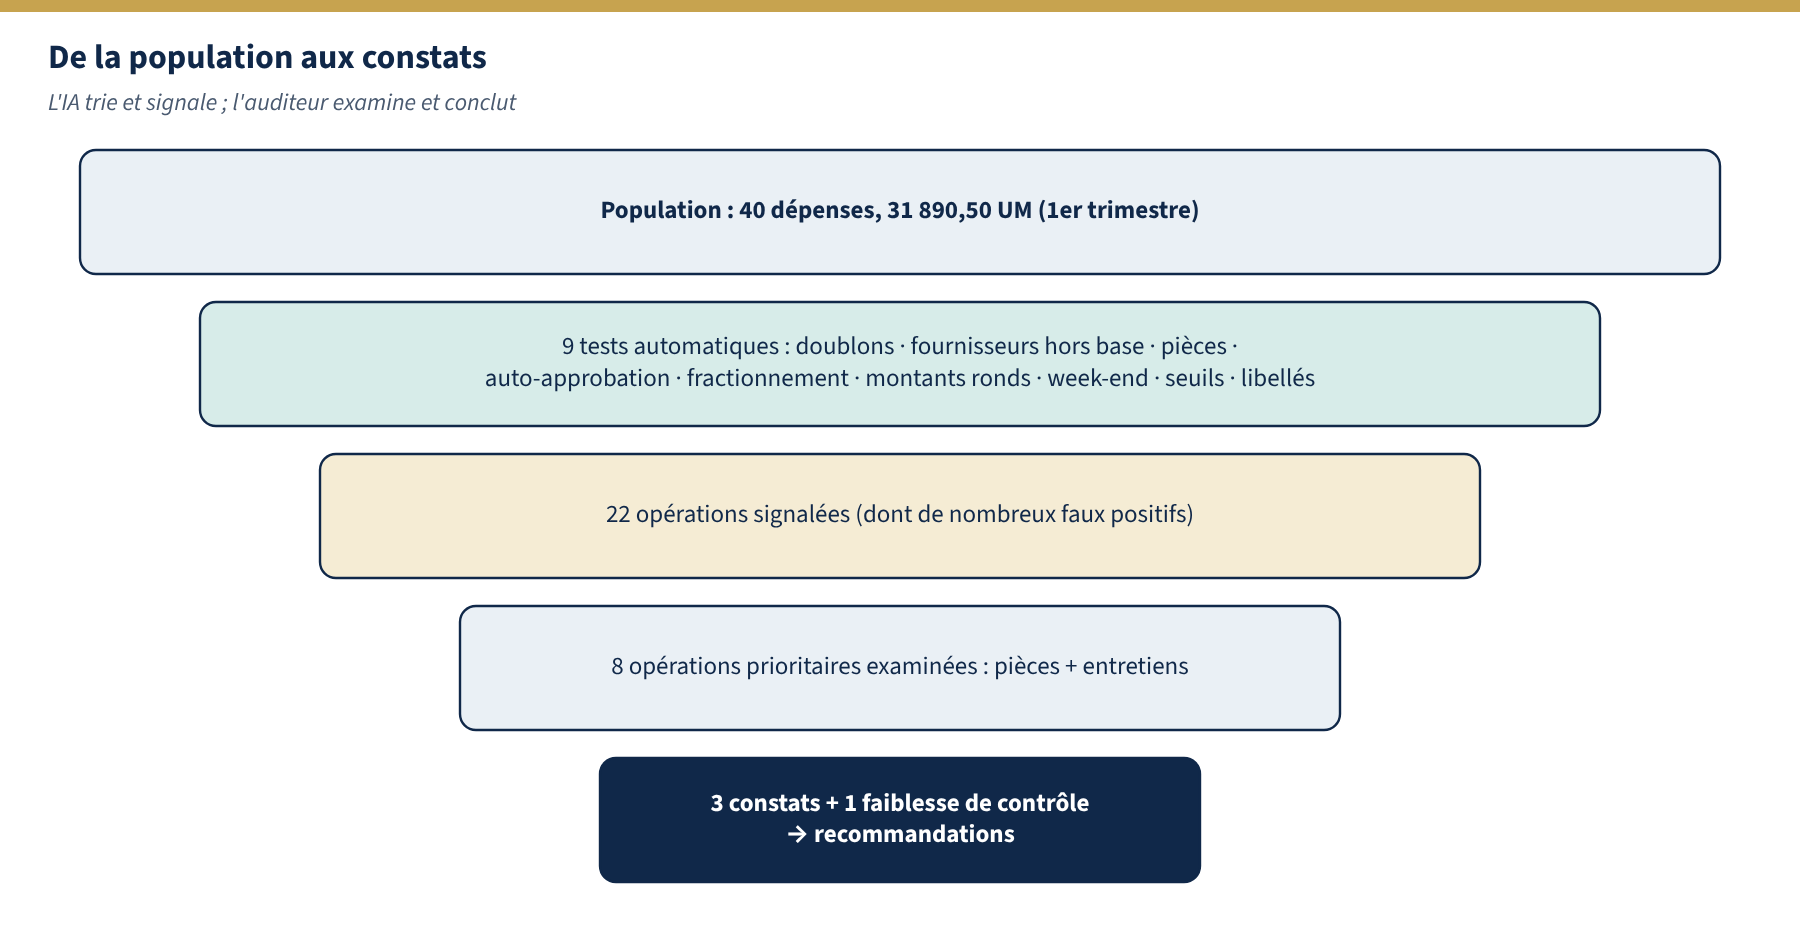 De la population aux constats
L'IA trie et signale ; l'auditeur examine et conclut
Population : 40 dépenses, 31 890,50 UM (1er trimestre)
9 tests automatiques : doublons · fournisseurs hors base · pièces ·
auto-approbation · fractionnement · montants ronds · week-end · seuils · libellés
22 opérations signalées (dont de nombreux faux positifs)
8 opérations prioritaires examinées : pièces + entretiens
3 constats + 1 faiblesse de contrôle
→ recommandations